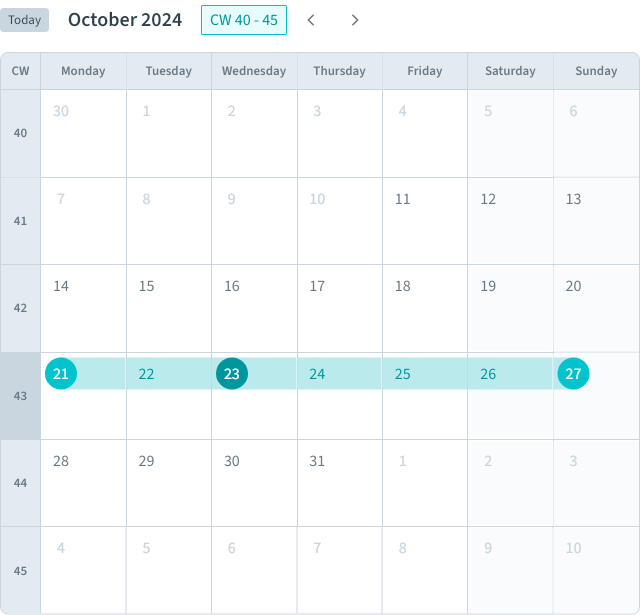 Today October 2024 CW 40 - 45
CW Monday Tuesday Wednesday Thursday Friday Saturday Sunday
40 30 1 2 3 4 5 6
41 7 8 9 10 11 12 13
42 14 15 16 17 18 19 20
43 21 22 23 24 25 26 27
44 28 29 30 31 1 2 3
45 4 5 6 7 8 9 10